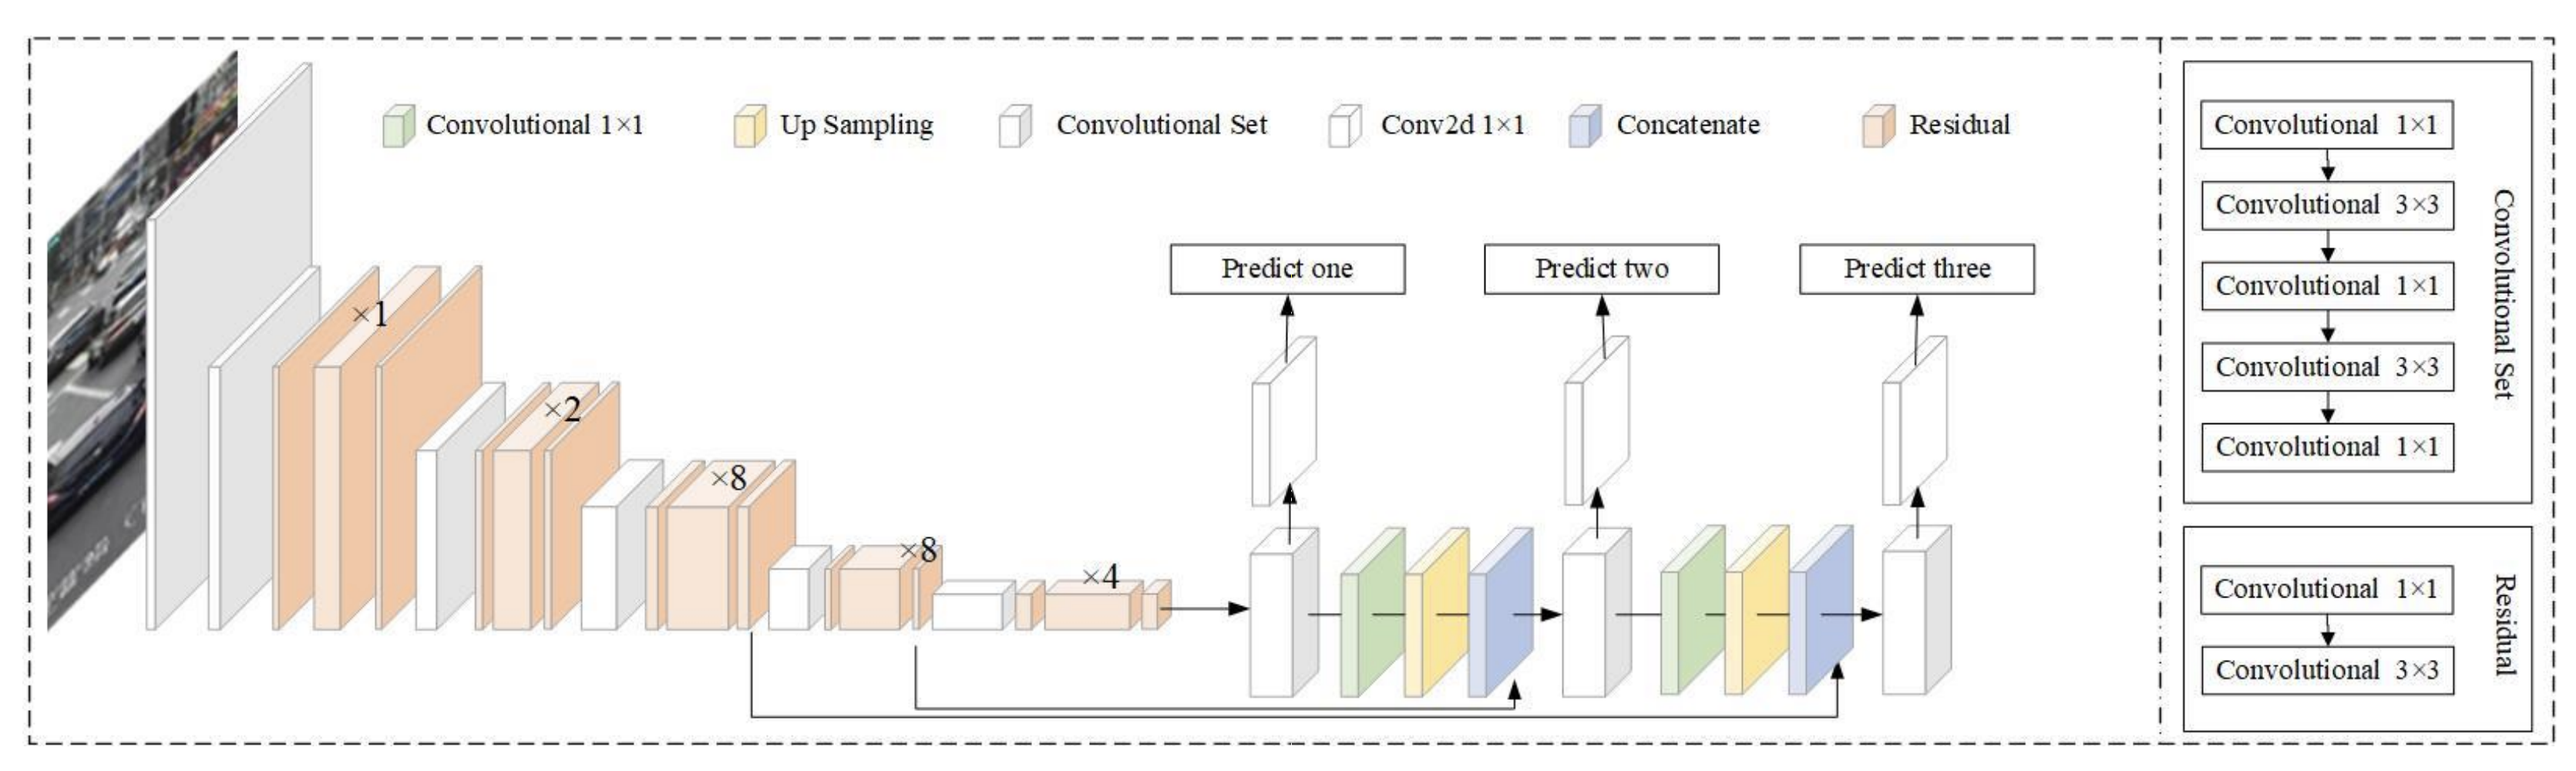 Convolutional 1×1
Up Sampling
Convolutional Set
Conv2d 1×1
Concatenate
Residual
×1
×2
×8
×8
×4
Predict one
Predict two
Predict three
Convolutional 1×1
Convolutional 3×3
Convolutional 1×1
Convolutional 3×3
Convolutional 1×1
Convolutional Set
Convolutional 1×1
Convolutional 3×3
Residual